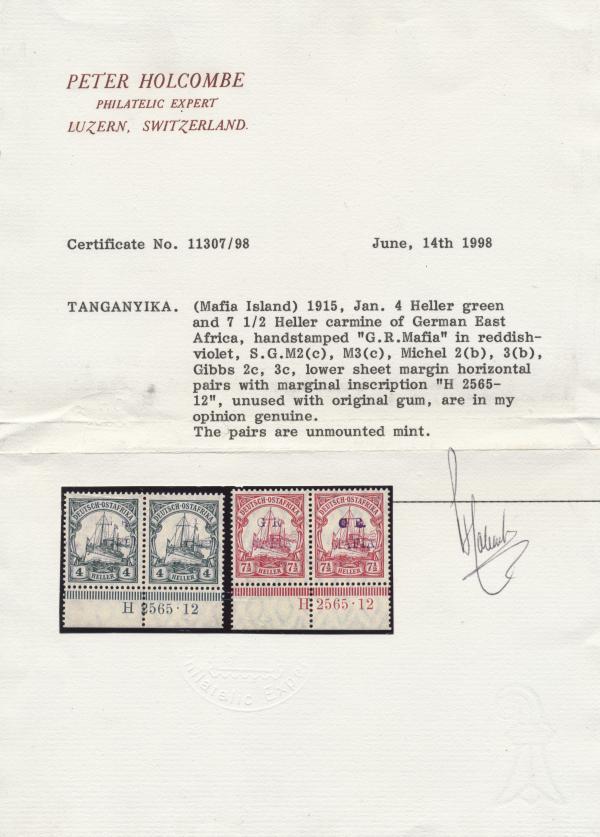 PETER HOLCOMBE
PHILATELIC EXPERT
LUZERN, SWITZERLAND.
Certificate No. 11307/98 June, 14th 1998
TANGANYIKA. (Mafia Island) 1915, Jan. 4 Heller green
and 7 1/2 Heller carmine of German East
Africa, handstamped "G.R.Mafia" in reddish-
violet, S.G.M2(c), M3(c), Michel 2(b), 3(b),
Gibbs 2c, 3c, lower sheet margin horizontal
pairs with marginal inscription "H 2565-
12", unused with original gum, are in my
opinion genuine.
The pairs are unmounted mint.
DEUTSCH-OSTAFRIKA DEUTSCH-OSTAFRIKA DEUTSCH-OSTAFRIKA DEUTSCH-OSTAFRIKA
G R G R
MAFIA
4 HELLER 4 4 HELLER 4 7½ HELLER 7½ 7½ HELLER 7½
H 2565·12 H 2565·12
Holcombe
Philatelic Expert